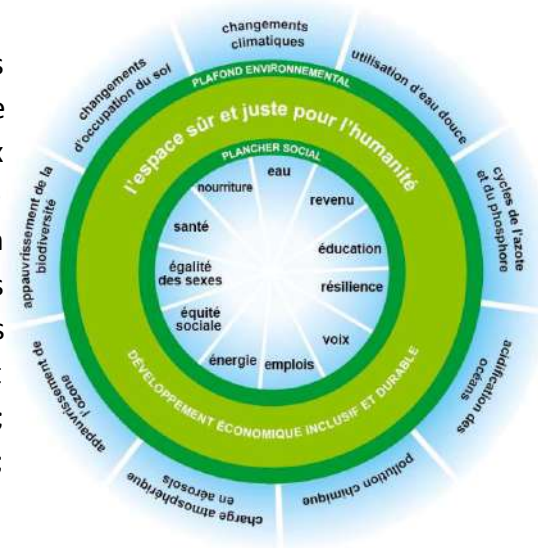 changements
climatiques
utilisation d'eau douce
cycles de l'azote
et du phosphore
acidification des
océans
pollution chimique
charge atmosphérique
en aérosols
appauvrissement de
l'ozone
appauvrissement de la
biodiversité
changements
d'occupation du sol
PLAFOND ENVIRONNEMENTAL
l'espace sûr et juste pour l'humanité
PLANCHER SOCIAL
eau
revenu
éducation
résilience
voix
emplois
énergie
équité
sociale
égalité
des sexes
santé
nourriture
DÉVELOPPEMENT ÉCONOMIQUE INCLUSIF ET DURABLE
s
e
x
s
s